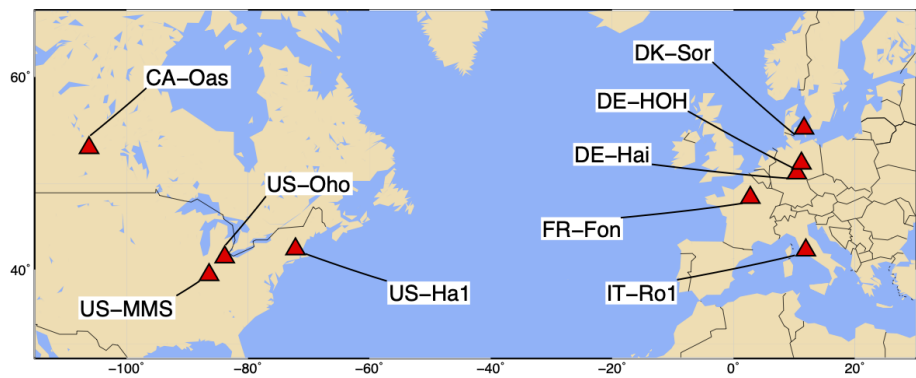 DK−Sor
60˚
CA−Oas
DE−HOH
DE−Hai
US−Oho
FR−Fon
40˚
US−Ha1
IT−Ro1
US−MMS
−100˚
−80˚
−60˚
−40˚
−20˚
0˚
20˚